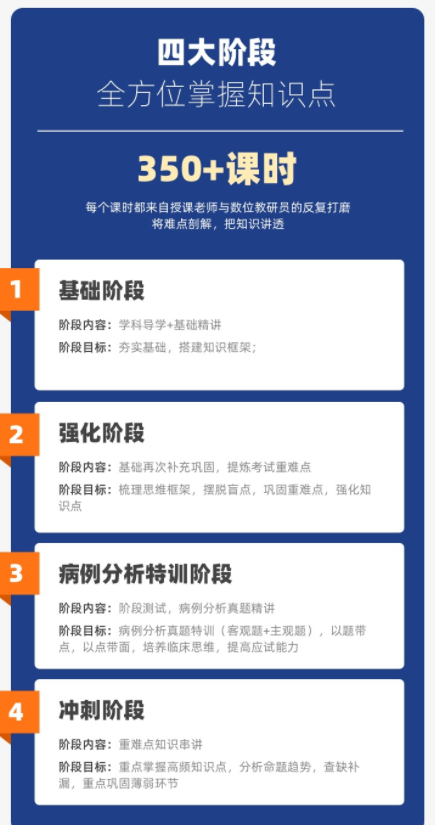 四大阶段
全方位掌握知识点
350+课时
每个课时都来自授课老师与数位教研员的反复打磨
将难点剖解，把知识讲透
1
基础阶段
阶段内容：学科导学+基础精讲
阶段目标：夯实基础，搭建知识框架；
2
强化阶段
阶段内容：基础再次补充巩固，提炼考试重难点
阶段目标：梳理思维框架，摆脱盲点，巩固重难点，强化知
识点
3
病例分析特训阶段
阶段内容：阶段测试，病例分析真题精讲
阶段目标：病例分析真题特训（客观题+主观题），以题带
点，以点带面，培养临床思维，提高应试能力
4
冲刺阶段
阶段内容：重难点知识串讲
阶段目标：重点掌握高频知识点，分析命题趋势，查缺补
漏，重点巩固薄弱环节